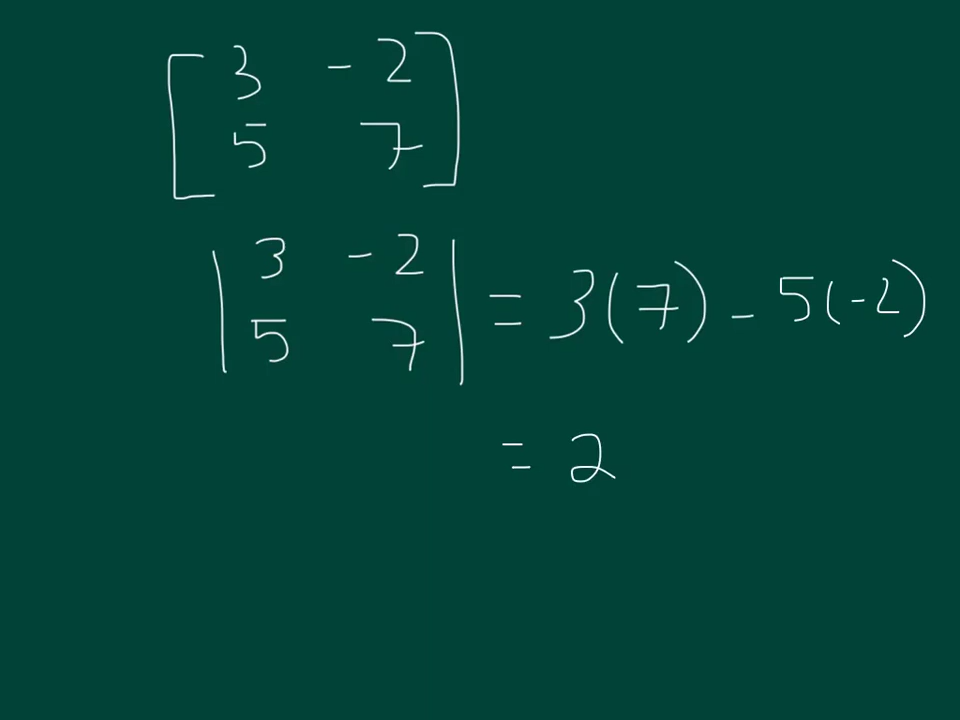 [ 3 - 2 ]
[ 5 7 ]
| 3 - 2 |
| 5 7 | = 3(7) - 5(-2)
= 2